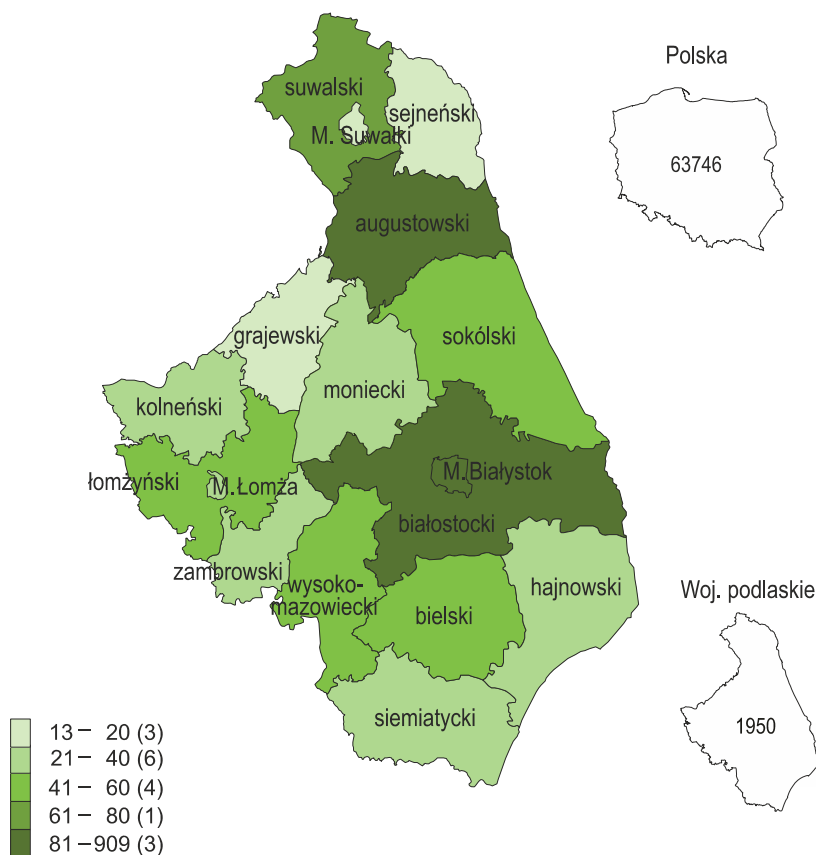 Polska
63746
suwalski
sejneński
M. Suwałki
augustowski
grajewski
sokólski
kolneński
moniecki
łomżyński
M.Łomża
M.Białystok
białostocki
zambrowski
wysoko-
mazowiecki
bielski
hajnowski
siemiatycki
Woj. podlaskie
1950
13 – 20 (3)
21 – 40 (6)
41 – 60 (4)
61 – 80 (1)
81 – 909 (3)